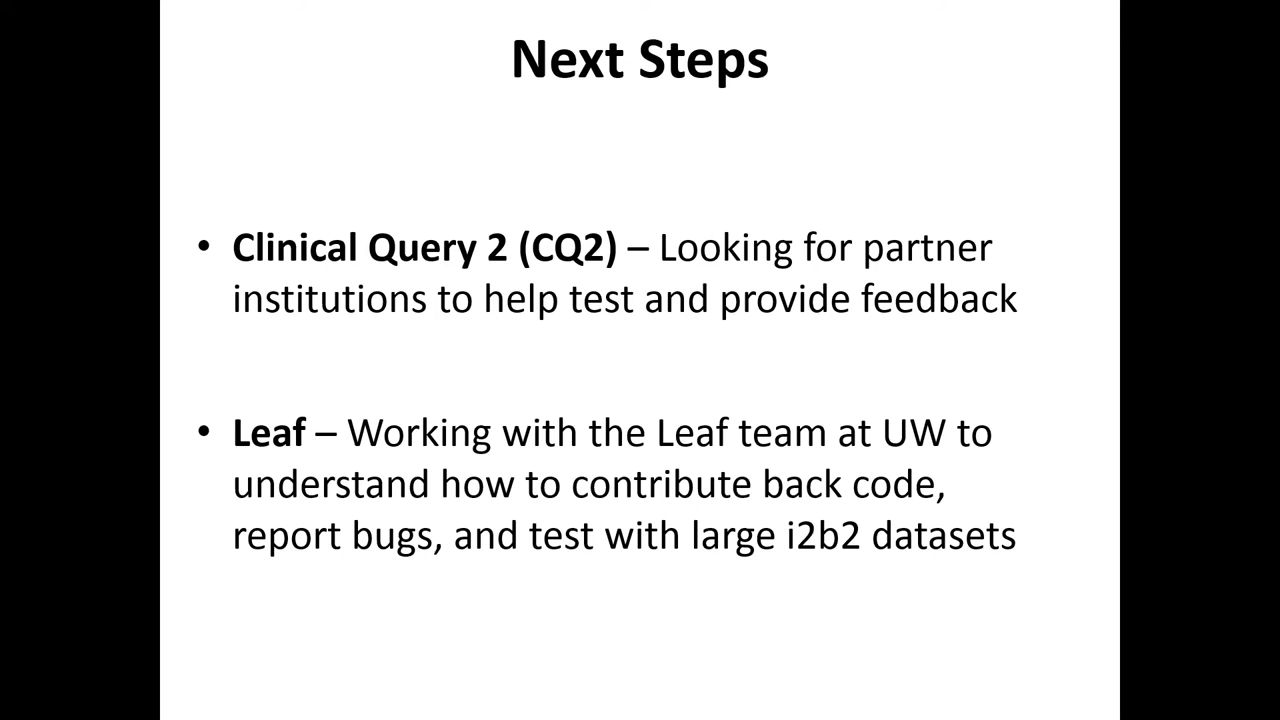 Next Steps
• Clinical Query 2 (CQ2) – Looking for partner
institutions to help test and provide feedback
• Leaf – Working with the Leaf team at UW to
understand how to contribute back code,
report bugs, and test with large i2b2 datasets